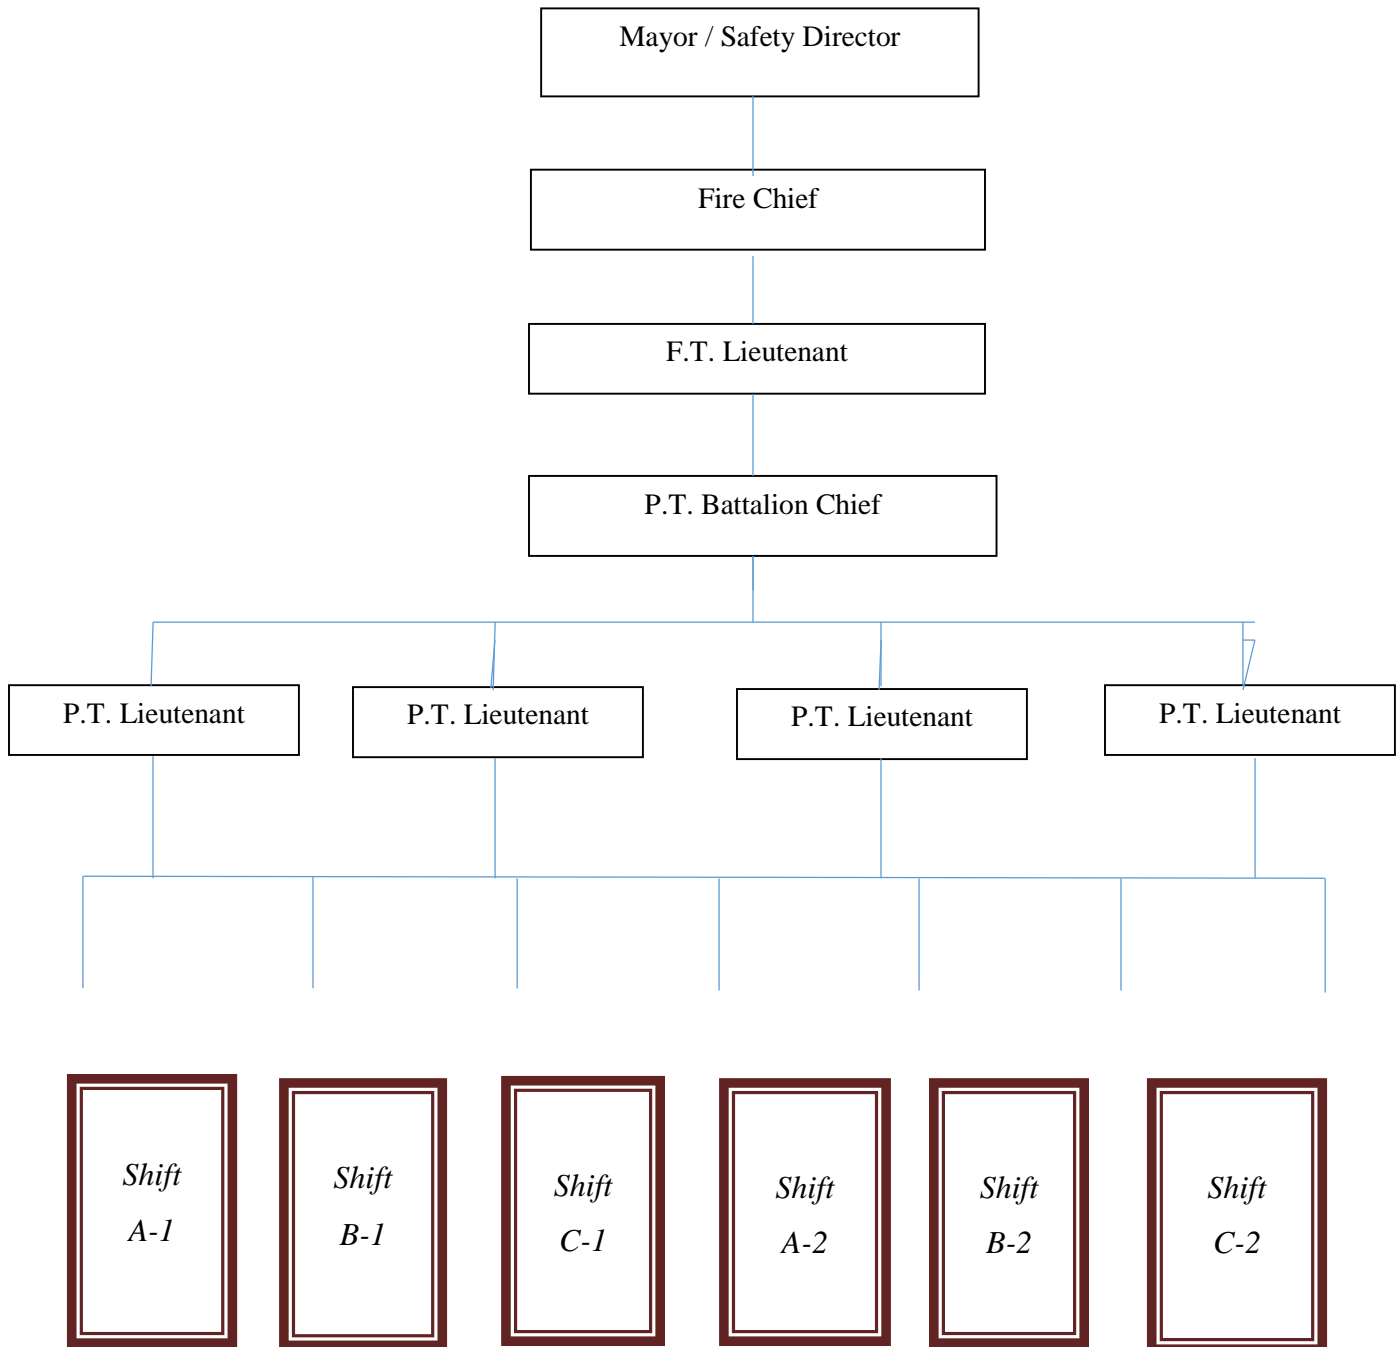 Mayor / Safety Director
Fire Chief
F.T. Lieutenant
P.T. Battalion Chief
P.T. Lieutenant
P.T. Lieutenant
P.T. Lieutenant
P.T. Lieutenant
Shift
A-1
Shift
B-1
Shift
C-1
Shift
A-2
Shift
B-2
Shift
C-2